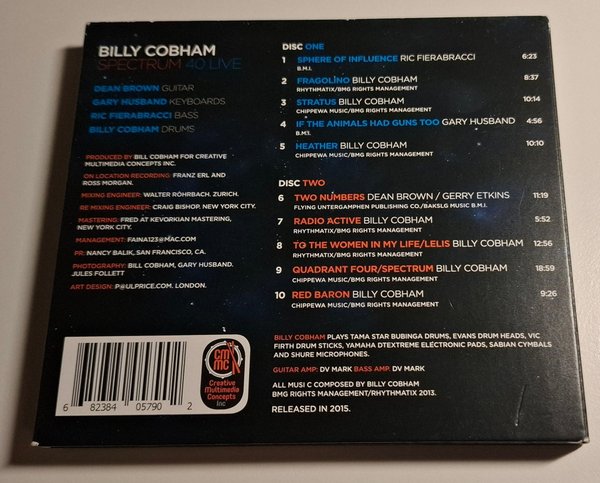 BILLY COBHAM
SPECTRUM 40 LIVE
DEAN BROWN GUITAR
GARY HUSBAND KEYBOARDS
RIC FIERABRACCI BASS
BILLY COBHAM DRUMS
PRODUCED BY BILL COBHAM FOR CREATIVE
MULTIMEDIA CONCEPTS INC.
ON LOCATION RECORDING: FRANZ ERL AND
ROSS MORGAN.
MIXING ENGINEER: WALTER RÖHRBACH. ZURICH.
RE MIXING ENGINEER: CRAIG BISHOP. NEW YORK CITY.
MASTERING: FRED AT KEVORKIAN MASTERING,
NEW YORK CITY.
MANAGEMENT: FAINA123@MAC.COM
PR: NANCY BALIK, SAN FRANCISCO, CA.
PHOTOGRAPHY: BILL COBHAM, GARY HUSBAND.
JULES FOLLETT
ART DESIGN: P@ULPRICE.COM. LONDON.
6 82384 05790 2
CM
MC
Creative
Multimedia
Concepts
Inc
DISC ONE
1 SPHERE OF INFLUENCE RIC FIERABRACCI 6:23
B.M.I.
2 FRAGOLINO BILLY COBHAM 8:37
RHYTHMATIX/BMG RIGHTS MANAGEMENT
3 STRATUS BILLY COBHAM 10:14
CHIPPEWA MUSIC/BMG RIGHTS MANAGEMENT
4 IF THE ANIMALS HAD GUNS TOO GARY HUSBAND 4:56
B.M.I.
5 HEATHER BILLY COBHAM 10:10
CHIPPEWA MUSIC/BMG RIGHTS MANAGEMENT
DISC TWO
6 TWO NUMBERS DEAN BROWN / GERRY ETKINS 11:19
FLYING UNTERGAMPHEN PUBLISHING CO./BAKSLG MUSIC B.M.I.
7 RADIO ACTIVE BILLY COBHAM 5:52
RHYTHMATIX/BMG RIGHTS MANAGEMENT
8 TO THE WOMEN IN MY LIFE/LELIS BILLY COBHAM 12:56
RHYTHMATIX/BMG RIGHTS MANAGEMENT
9 QUADRANT FOUR/SPECTRUM BILLY COBHAM 18:59
CHIPPEWA MUSIC/BMG RIGHTS MANAGEMENT
10 RED BARON BILLY COBHAM 9:26
CHIPPEWA MUSIC/BMG RIGHTS MANAGEMENT
BILLY COBHAM PLAYS TAMA STAR BUBINGA DRUMS, EVANS DRUM HEADS, VIC
FIRTH DRUM STICKS, YAMAHA DTEXTREME ELECTRONIC PADS, SABIAN CYMBALS
AND SHURE MICROPHONES.
GUITAR AMP: DV MARK BASS AMP. DV MARK
ALL MUSI C COMPOSED BY BILLY COBHAM
BMG RIGHTS MANAGEMENT/RHYTHMATIX 2013.
RELEASED IN 2015.